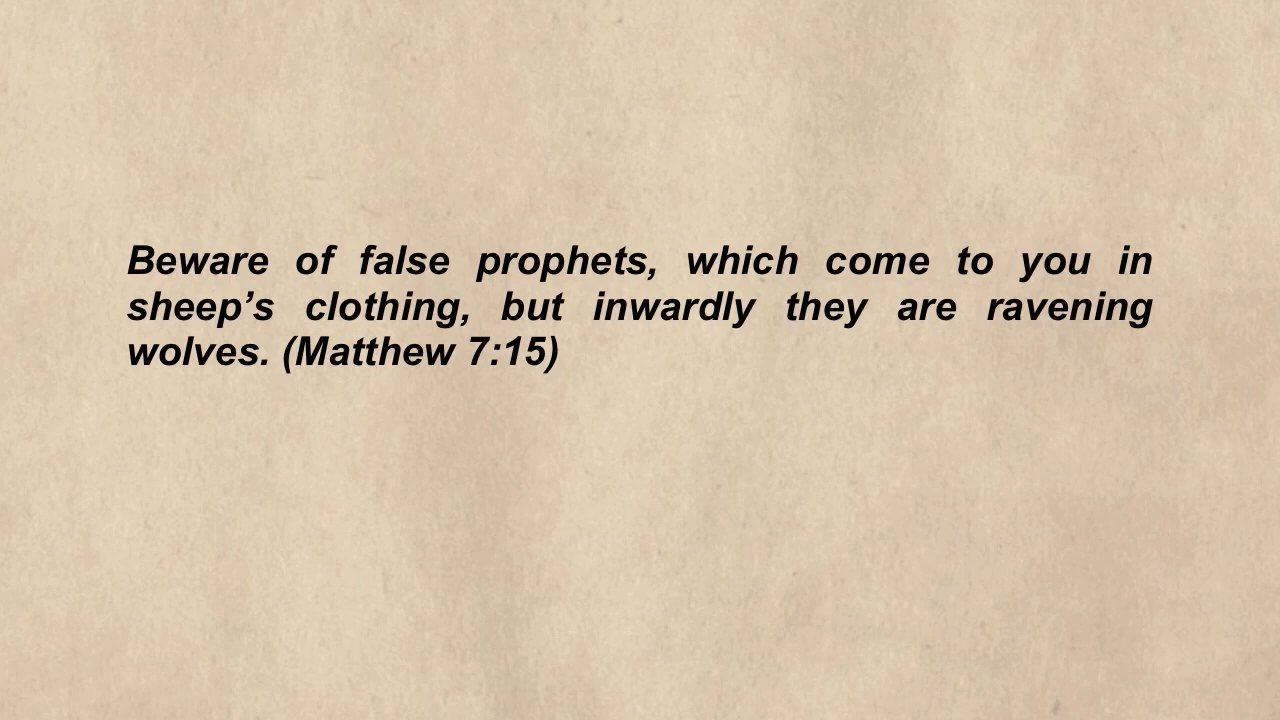 Beware of false prophets, which come to you in
sheep’s clothing, but inwardly they are ravening
wolves. (Matthew 7:15)